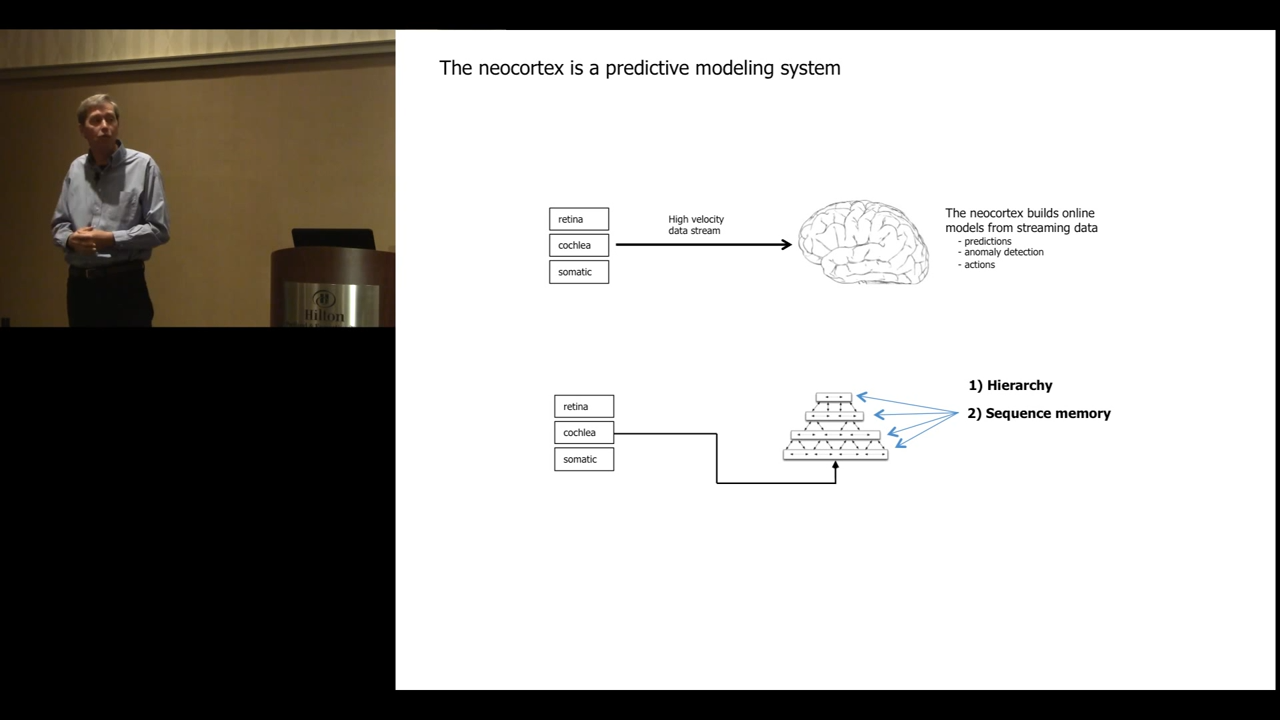 The neocortex is a predictive modeling system
retina
cochlea
somatic
High velocity
data stream
The neocortex builds online
models from streaming data
- predictions
- anomaly detection
- actions
retina
cochlea
somatic
1) Hierarchy
2) Sequence memory
Hilton